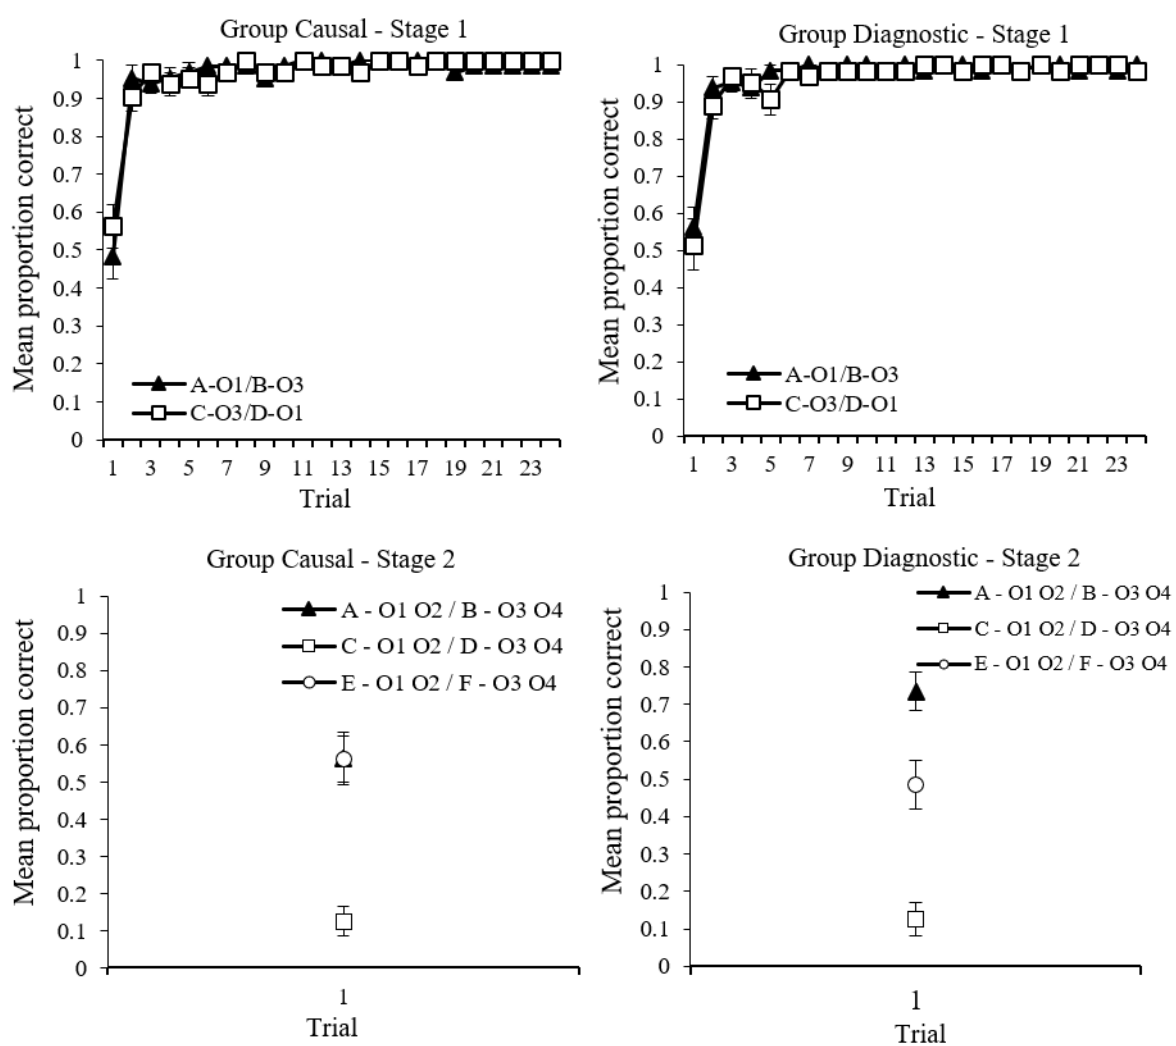 Group Causal - Stage 1
Mean proportion correct
1
0.9
0.8
0.7
0.6
0.5
0.4
0.3
0.2
0.1
0
A-O1/B-O3
C-O3/D-O1
1 3 5 7 9 11 13 15 17 19 21 23
Trial
Group Diagnostic - Stage 1
Mean proportion correct
1
0.9
0.8
0.7
0.6
0.5
0.4
0.3
0.2
0.1
0
A-O1/B-O3
C-O3/D-O1
1 3 5 7 9 11 13 15 17 19 21 23
Trial
Group Causal - Stage 2
Mean proportion correct
1
0.9
0.8
0.7
0.6
0.5
0.4
0.3
0.2
0.1
0
A - O1 O2 / B - O3 O4
C - O1 O2 / D - O3 O4
E - O1 O2 / F - O3 O4
1
Trial
Group Diagnostic - Stage 2
Mean proportion correct
1
0.9
0.8
0.7
0.6
0.5
0.4
0.3
0.2
0.1
0
A - O1 O2 / B - O3 O4
C - O1 O2 / D - O3 O4
E - O1 O2 / F - O3 O4
1
Trial